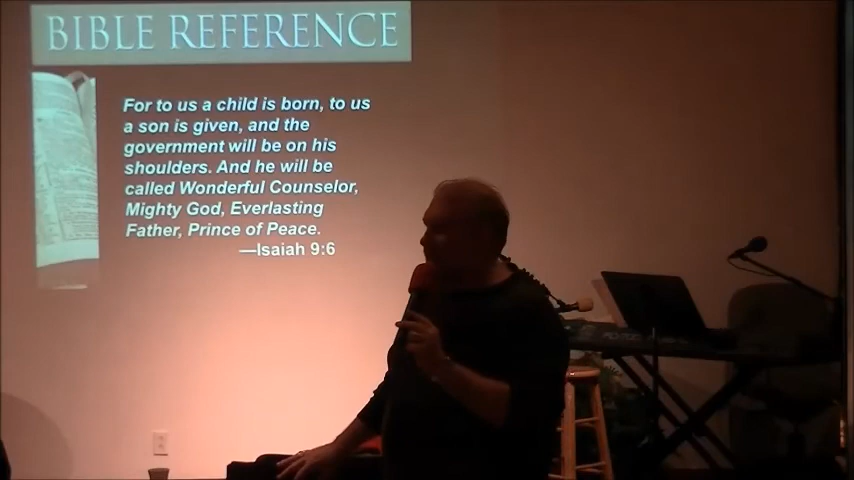 BIBLE REFERENCE
For to us a child is born, to us
a son is given, and the
government will be on his
shoulders. And he will be
called Wonderful Counselor,
Mighty God, Everlasting
Father, Prince of Peace.
—Isaiah 9:6